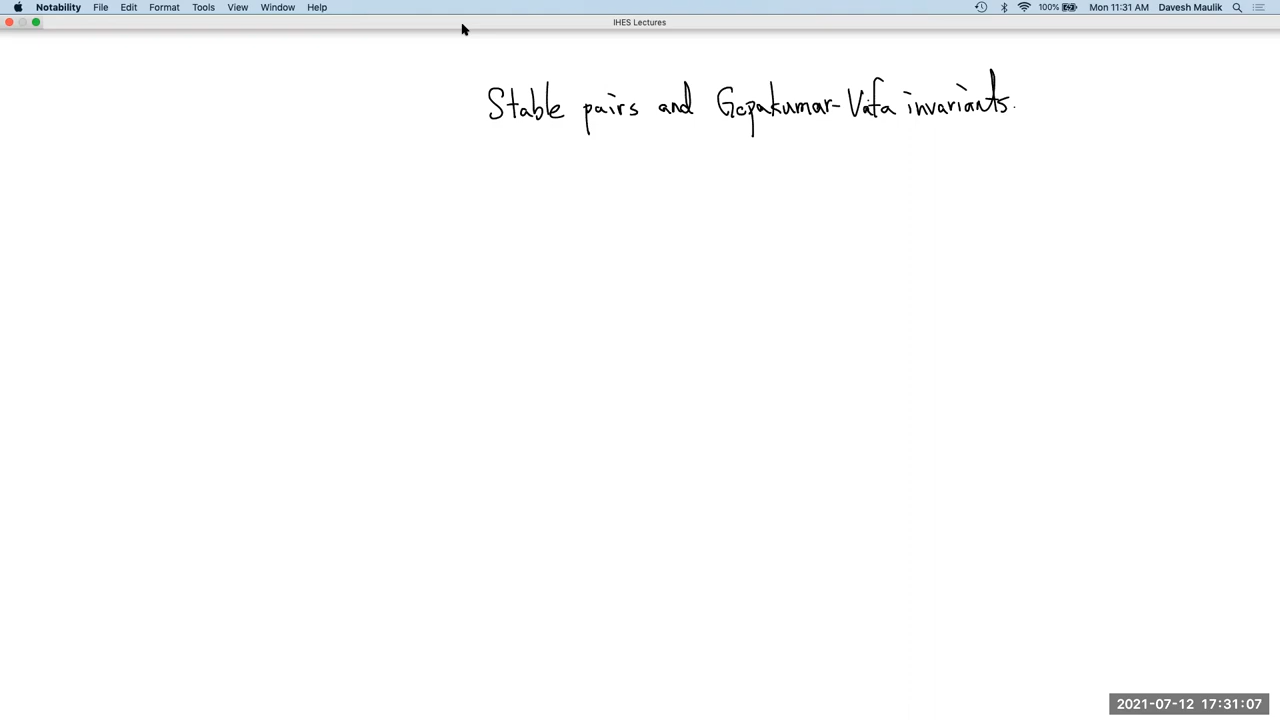 Notability File Edit Format Tools View Window Help 100% Mon 11:31 AM Davesh Maulik
IHES Lectures
Stable pairs and Gopakumar-Vafa invariants.
2021-07-12 17:31:07